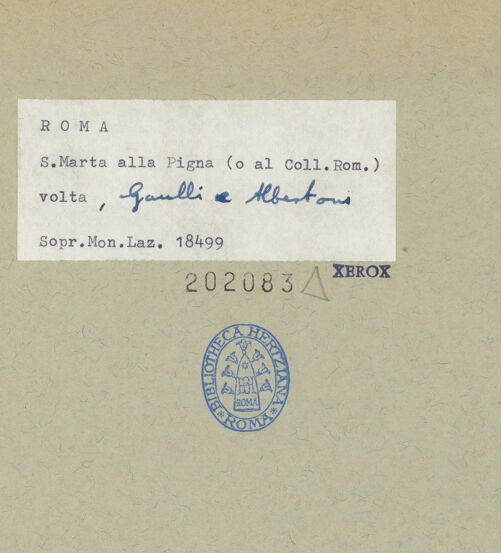 ROMA
S.Marta alla Pigna (o al Coll.Rom.)
volta, Gaulli e Albertoni
Sopr.Mon.Laz. 18499
XEROX
202083
BIBLIOTHECA HERTZIANA
ROMA
ROMA